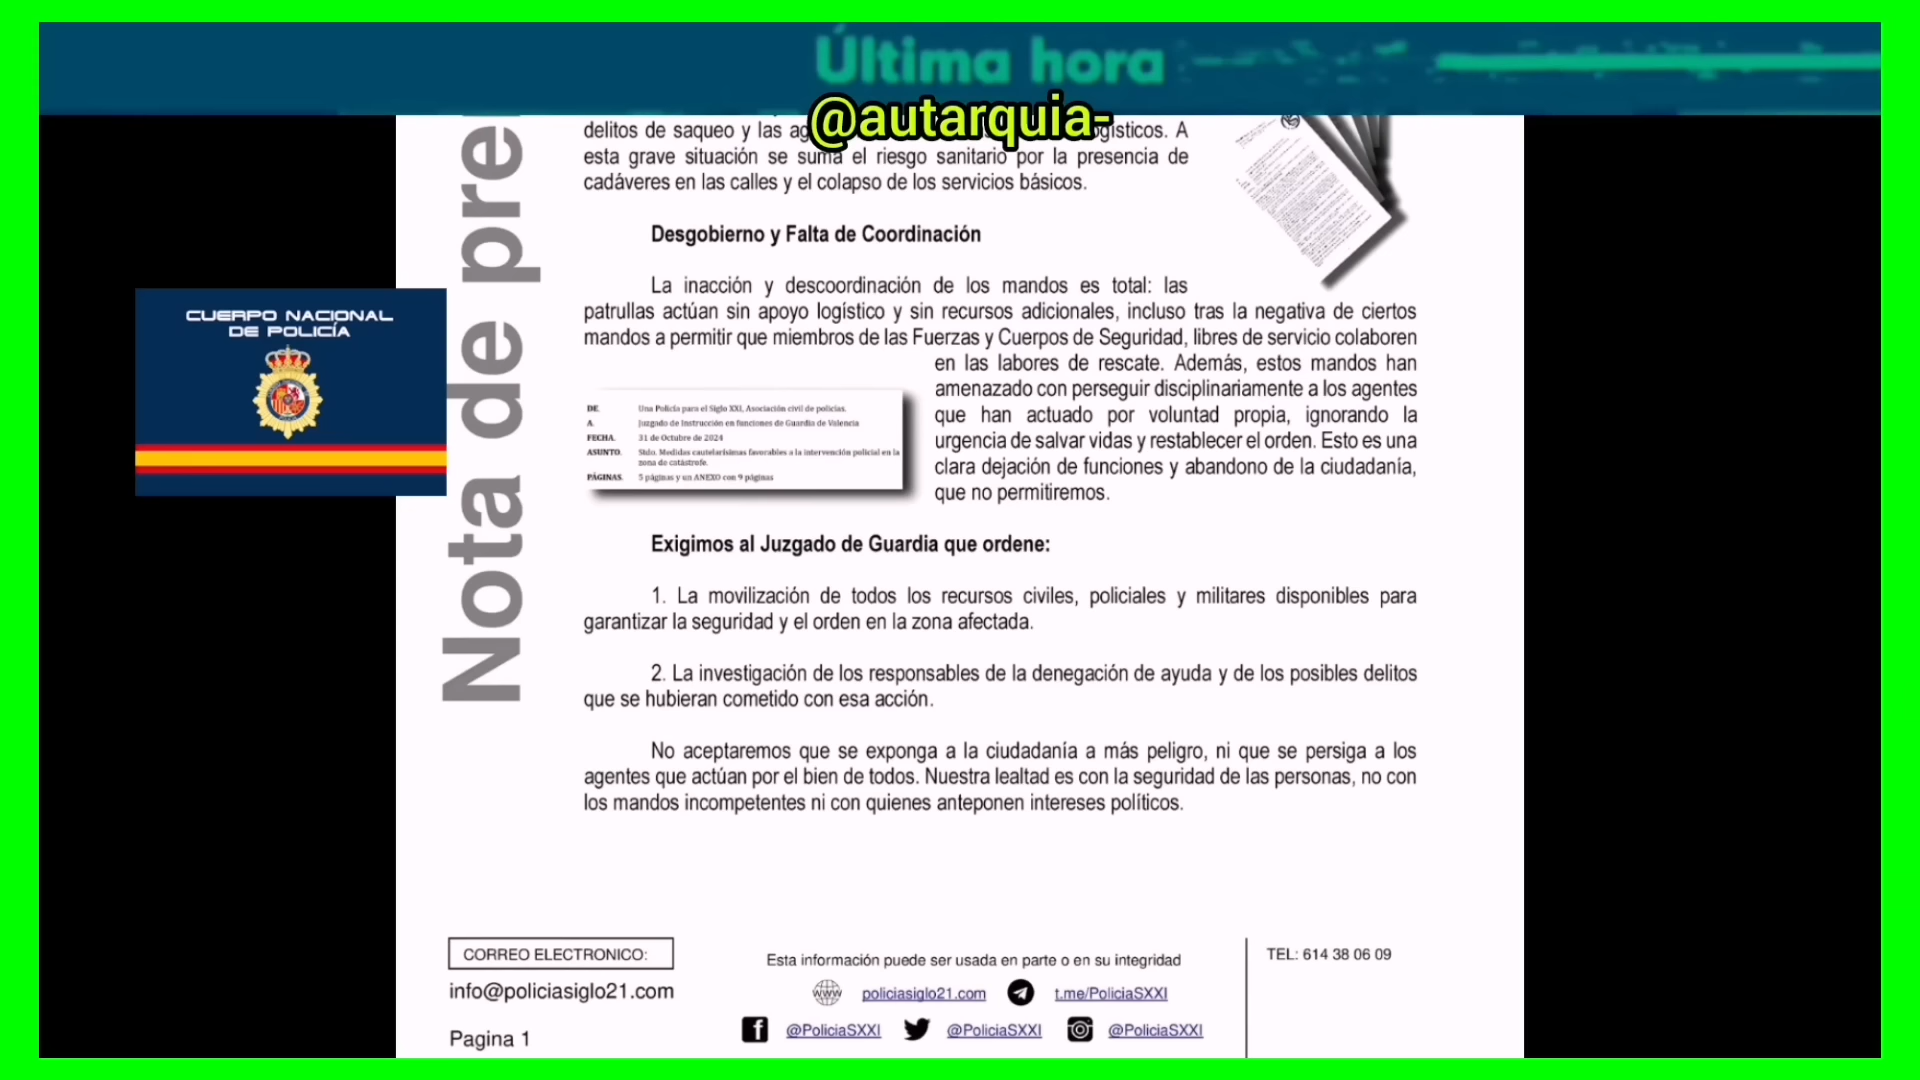 Última hora
@autarquia-
CUERPO NACIONAL
DE POLICÍA
Nota de pre
delitos de saqueo y las ag gísticos. A
esta grave situación se suma el riesgo sanitario por la presencia de
cadáveres en las calles y el colapso de los servicios básicos.
Desgobierno y Falta de Coordinación
La inacción y descoordinación de los mandos es total: las
patrullas actúan sin apoyo logístico y sin recursos adicionales, incluso tras la negativa de ciertos
mandos a permitir que miembros de las Fuerzas y Cuerpos de Seguridad, libres de servicio colaboren
en las labores de rescate. Además, estos mandos han
amenazado con perseguir disciplinariamente a los agentes
que han actuado por voluntad propia, ignorando la
urgencia de salvar vidas y restablecer el orden. Esto es una
clara dejación de funciones y abandono de la ciudadanía,
que no permitiremos.
DE. Una Policía para el Siglo XXI, Asociación civil de policías.
A. Juzgado de Instrucción en funciones de Guardia de Valencia
FECHA. 31 de Octubre de 2024
ASUNTO. Stdo. Medidas cautelarísimas favorables a la intervención policial en la
zona de catástrofe.
PÁGINAS. 5 páginas y un ANEXO con 9 páginas
Exigimos al Juzgado de Guardia que ordene:
1. La movilización de todos los recursos civiles, policiales y militares disponibles para
garantizar la seguridad y el orden en la zona afectada.
2. La investigación de los responsables de la denegación de ayuda y de los posibles delitos
que se hubieran cometido con esa acción.
No aceptaremos que se exponga a la ciudadanía a más peligro, ni que se persiga a los
agentes que actúan por el bien de todos. Nuestra lealtad es con la seguridad de las personas, no con
los mandos incompetentes ni con quienes anteponen intereses políticos.
CORREO ELECTRONICO:
info@policiasiglo21.com
Pagina 1
Esta información puede ser usada en parte o en su integridad
www policiasiglo21.com t.me/PoliciaSXXI
@PoliciaSXXI @PoliciaSXXI @PoliciaSXXI
TEL: 614 38 06 09